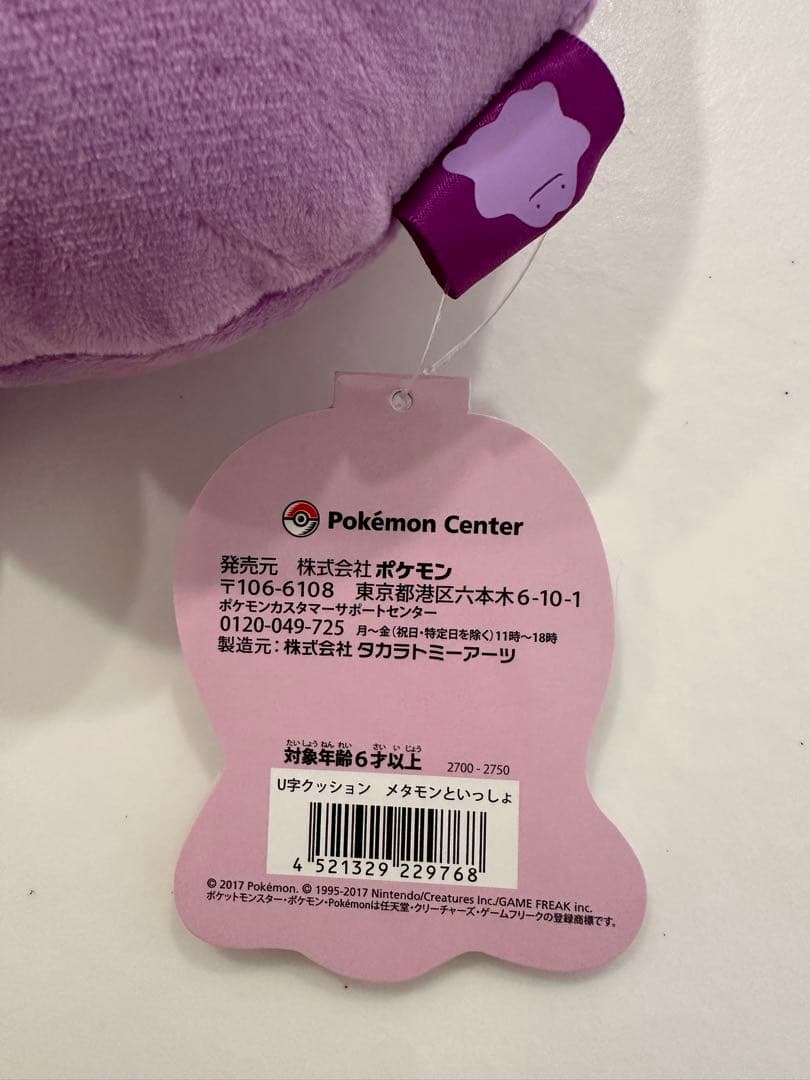 Pokémon Center
発売元 株式会社 ポケモン
〒106-6108 東京都港区六本木6-10-1
ポケモンカスタマーサポートセンター
0120-049-725 月～金(祝日・特定日を除く)11時～18時
製造元:株式会社 タカラトミーアーツ
たいしょうねんれい さい いじょう
対象年齢6才以上 2700 - 2750
U字クッション メタモンといっしょ
4 521329 229768
© 2017 Pokémon. © 1995-2017 Nintendo/Creatures Inc./GAME FREAK inc.
ポケットモンスター・ポケモン・Pokémonは任天堂・クリーチャーズ・ゲームフリークの登録商標です。